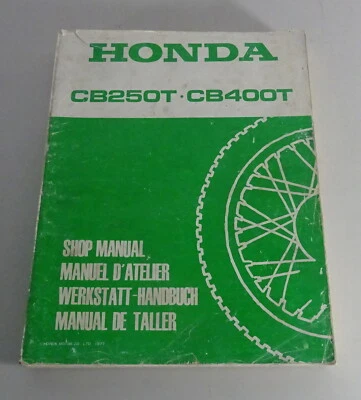 HONDA
CB250T·CB400T
SHOP MANUAL
MANUEL D'ATELIER
WERKSTATT-HANDBUCH
MANUAL DE TALLER